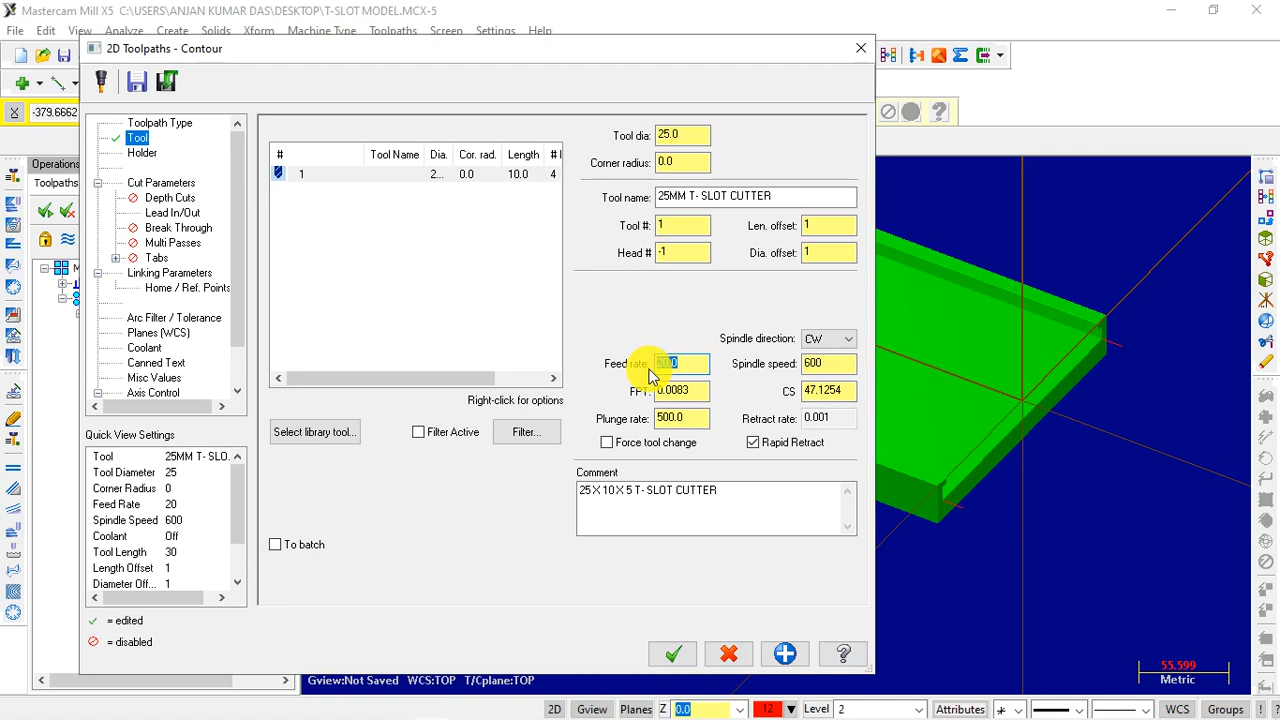 Mastercam Mill X5 C:\USERS\ANJAN KUMAR DAS\DESKTOP\T-SLOT MODEL.MCX-5
File Edit View Analyze Create Solids Xform Machine Type Toolpaths Screen Settings Help
2D Toolpaths - Contour
-379.6662
Operations
Toolpaths
Toolpath Type
Tool
Holder
Cut Parameters
Depth Cuts
Lead In/Out
Break Through
Multi Passes
Tabs
Linking Parameters
Home / Ref. Points
Arc Filter / Tolerance
Planes (WCS)
Coolant
Canned Text
Misc Values
Axis Control
Quick View Settings
Tool 25MM T- SLO.
Tool Diameter 25
Corner Radius 0
Feed Rate 20
Spindle Speed 600
Coolant Off
Tool Length 30
Length Offset 1
Diameter Off... 1
= edited
= disabled
# Tool Name Dia. Cor. rad. Length # 
1 2... 0.0 10.0 4
Right-click for options
Select library tool...
Filter Active
Filter...
To batch
Tool dia: 25.0
Corner radius: 0.0
Tool name: 25MM T- SLOT CUTTER
Tool #: 1 Len. offset: 1
Head # -1 Dia. offset: 1
Spindle direction: CW
Feed rate: Spindle speed: 600
0.0083 CS 47.1254
Plunge rate: 500.0 Retract rate: 0.001
Force tool change Rapid Retract
Comment
25 X 10 X 5 T- SLOT CUTTER
55.599
Metric
Gview:Not Saved WCS:TOP T/Cplane:TOP
2D Gview Planes Z 0.0 12 Level 2 Attributes WCS Groups